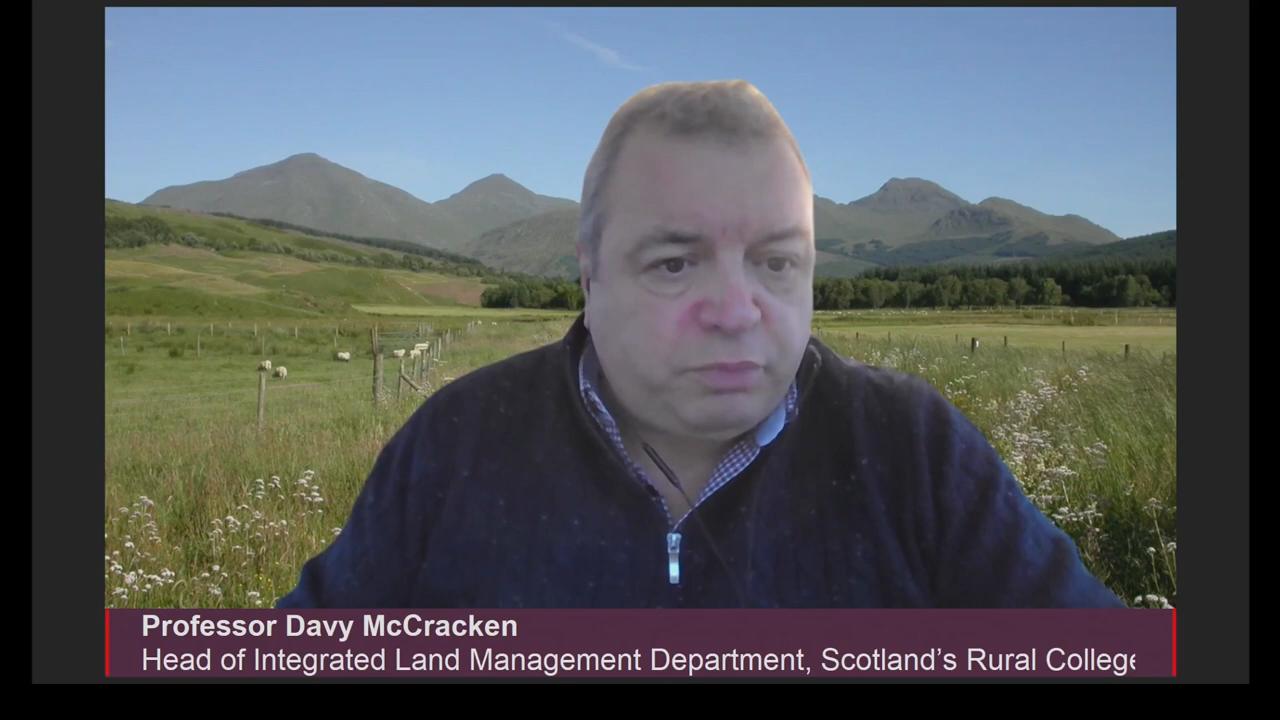 Professor Davy McCracken
Head of Integrated Land Management Department, Scotland’s Rural College